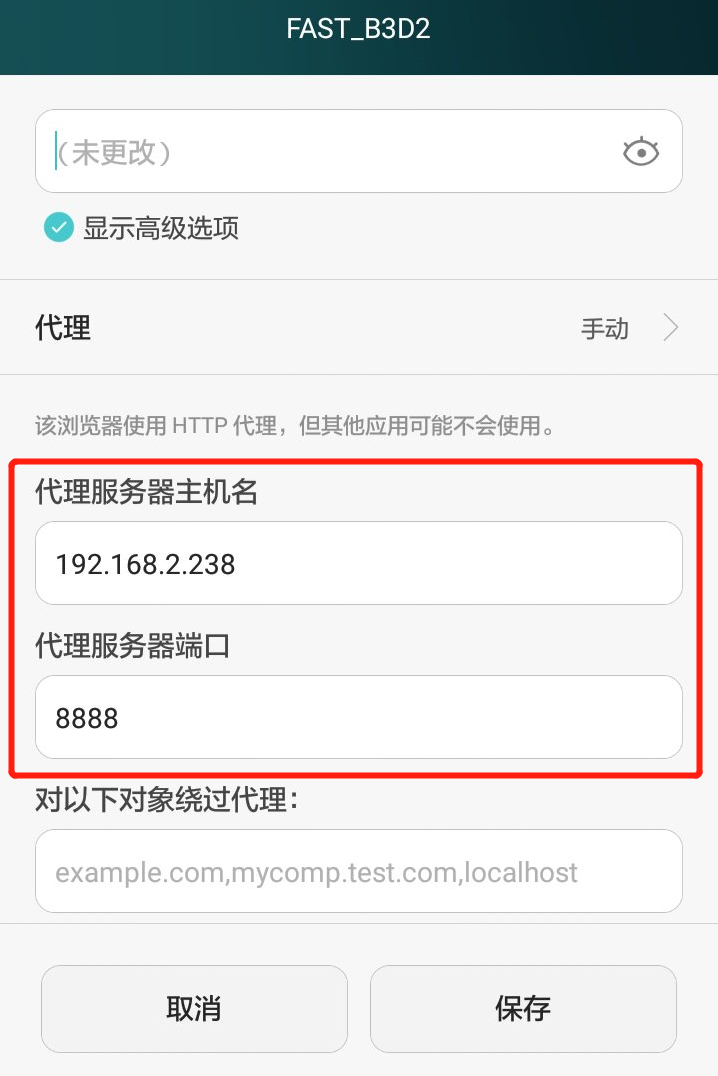 FAST_B3D2
（未更改）
显示高级选项
代理
手动
该浏览器使用 HTTP 代理，但其他应用可能不会使用。
代理服务器主机名
192.168.2.238
代理服务器端口
8888
对以下对象绕过代理：
example.com,mycomp.test.com,localhost
取消
保存